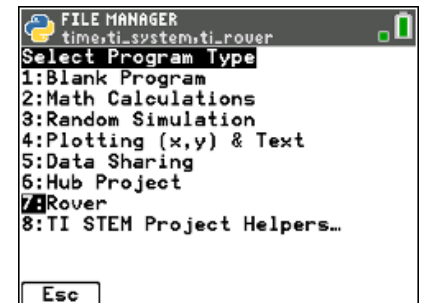 FILE MANAGER
time,ti_system,ti_rover
Select Program Type
1:Blank Program
2:Math Calculations
3:Random Simulation
4:Plotting (x,y) & Text
5:Data Sharing
6:Hub Project
7:Rover
8:TI STEM Project Helpers…
Esc